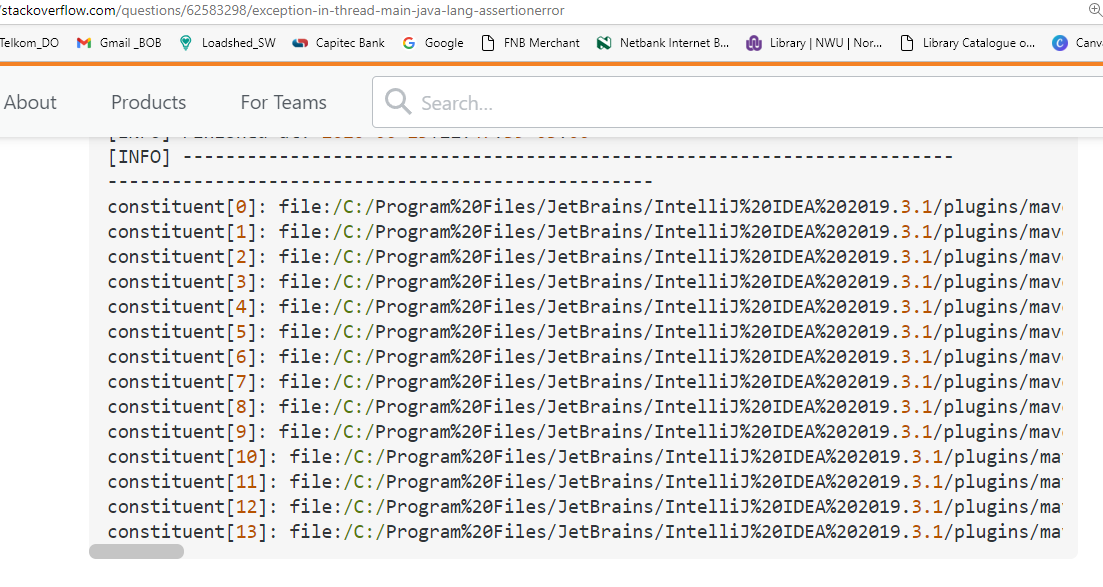 /stackoverflow.com/questions/62583298/exception-in-thread-main-java-lang-assertionerror
Telkom_DO Gmail _BOB Loadshed_SW Capitec Bank Google FNB Merchant Netbank Internet B... Library | NWU | Nor... Library Catalogue o... Canva
About Products For Teams Search...
[INFO] ------------------------------------------------------------------------
---------------------------------------------------
constituent[0]: file:/C:/Program%20Files/JetBrains/IntelliJ%20IDEA%202019.3.1/plugins/mav
constituent[1]: file:/C:/Program%20Files/JetBrains/IntelliJ%20IDEA%202019.3.1/plugins/mav
constituent[2]: file:/C:/Program%20Files/JetBrains/IntelliJ%20IDEA%202019.3.1/plugins/mav
constituent[3]: file:/C:/Program%20Files/JetBrains/IntelliJ%20IDEA%202019.3.1/plugins/mav
constituent[4]: file:/C:/Program%20Files/JetBrains/IntelliJ%20IDEA%202019.3.1/plugins/mav
constituent[5]: file:/C:/Program%20Files/JetBrains/IntelliJ%20IDEA%202019.3.1/plugins/mav
constituent[6]: file:/C:/Program%20Files/JetBrains/IntelliJ%20IDEA%202019.3.1/plugins/mav
constituent[7]: file:/C:/Program%20Files/JetBrains/IntelliJ%20IDEA%202019.3.1/plugins/mav
constituent[8]: file:/C:/Program%20Files/JetBrains/IntelliJ%20IDEA%202019.3.1/plugins/mav
constituent[9]: file:/C:/Program%20Files/JetBrains/IntelliJ%20IDEA%202019.3.1/plugins/mav
constituent[10]: file:/C:/Program%20Files/JetBrains/IntelliJ%20IDEA%202019.3.1/plugins/ma
constituent[11]: file:/C:/Program%20Files/JetBrains/IntelliJ%20IDEA%202019.3.1/plugins/ma
constituent[12]: file:/C:/Program%20Files/JetBrains/IntelliJ%20IDEA%202019.3.1/plugins/ma
constituent[13]: file:/C:/Program%20Files/JetBrains/IntelliJ%20IDEA%202019.3.1/plugins/ma